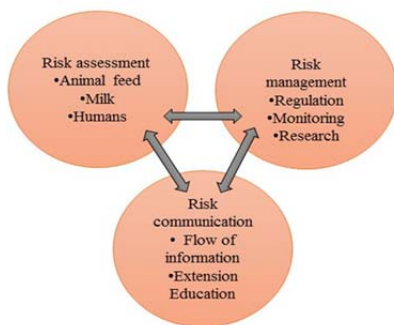 Risk assessment
•Animal feed
•Milk
•Humans
Risk
management
•Regulation
•Monitoring
•Research
Risk
communication
• Flow of
information
•Extension
Education